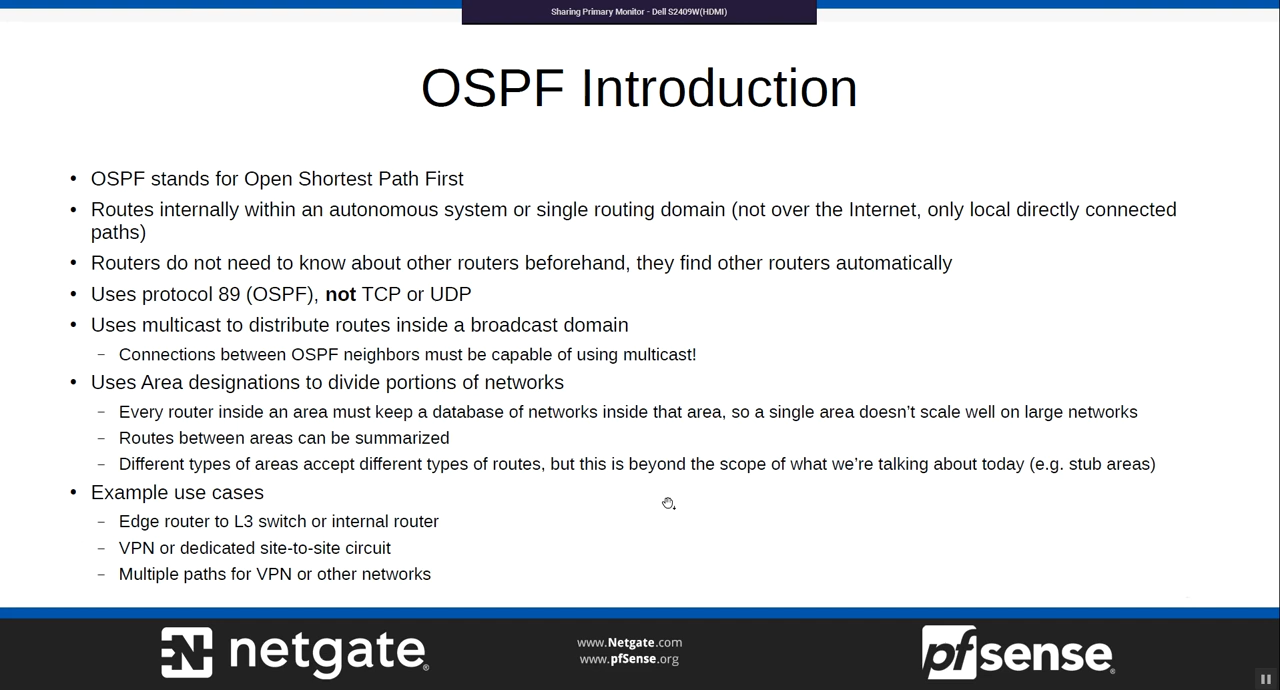 Sharing Primary Monitor - Dell S2409W(HDMI)
OSPF Introduction
• OSPF stands for Open Shortest Path First
• Routes internally within an autonomous system or single routing domain (not over the Internet, only local directly connected
paths)
• Routers do not need to know about other routers beforehand, they find other routers automatically
• Uses protocol 89 (OSPF), not TCP or UDP
• Uses multicast to distribute routes inside a broadcast domain
– Connections between OSPF neighbors must be capable of using multicast!
• Uses Area designations to divide portions of networks
– Every router inside an area must keep a database of networks inside that area, so a single area doesn’t scale well on large networks
– Routes between areas can be summarized
– Different types of areas accept different types of routes, but this is beyond the scope of what we’re talking about today (e.g. stub areas)
• Example use cases
– Edge router to L3 switch or internal router
– VPN or dedicated site-to-site circuit
– Multiple paths for VPN or other networks
netgate®
www.Netgate.com
www.pfSense.org
pfsense®